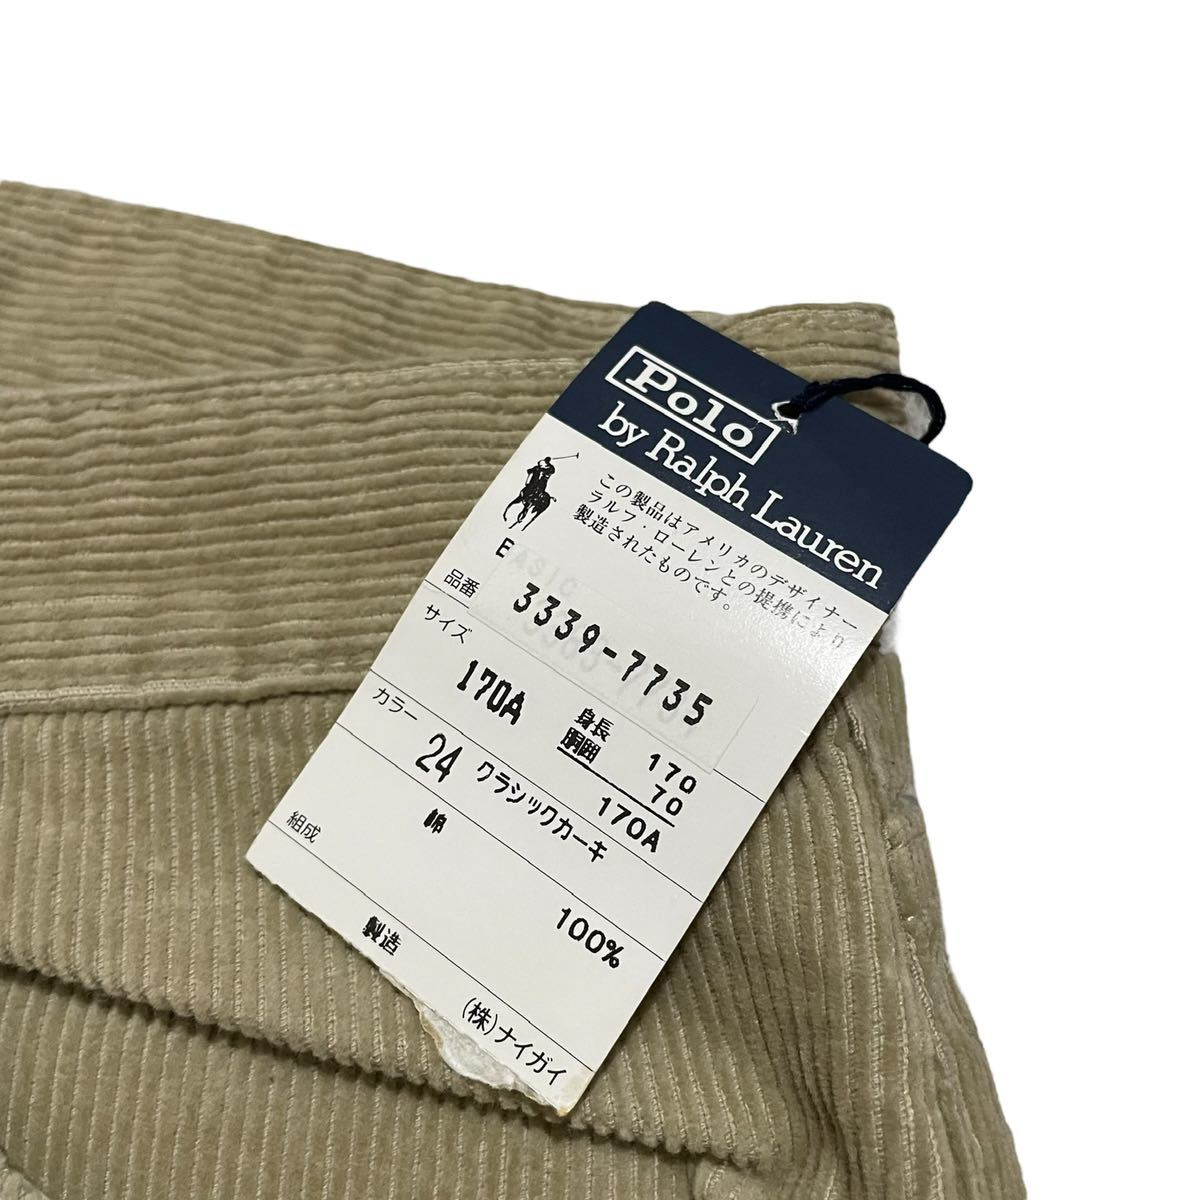 Polo
by Ralph Lauren
この製品はアメリカのデザイナー
ラルフ・ローレンとの提携により
製造されたものです。
BASIC
品番 3339-7735
サイズ 170A
身長 170
胴囲 70
170A
カラー 24 クラシックカーキ
組成 綿 100%
製造 (株)ナイガイ